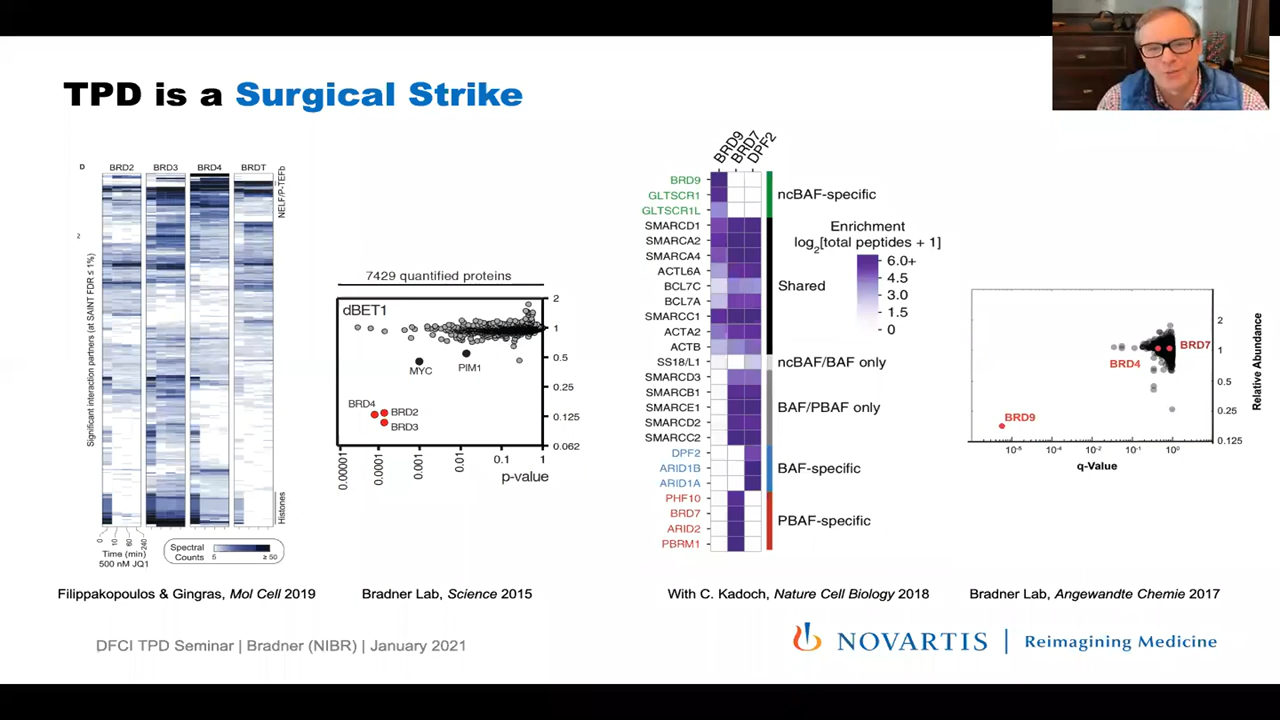 TPD is a Surgical Strike
D
BRD2 BRD3 BRD4 BRDT
NELF/P-TEFb
2
Significant interaction partners (at SAINT FDR ≤ 1%)
Histones
0 10 60 240
Time (min)
500 nM JQ1
Spectral
Counts
5 ≥ 50
7429 quantified proteins
dBET1
MYC
PIM1
BRD4
BRD2
BRD3
2
1
0.5
0.25
0.125
0.062
0.00001 0.0001 0.001 0.01 0.1 1
p-value
BRD9 BRD7 DPF2
BRD9
GLTSCR1
GLTSCR1L
SMARCD1
SMARCA2
SMARCA4
ACTL6A
BCL7C
BCL7A
SMARCC1
ACTA2
ACTB
SS18/L1
SMARCD3
SMARCB1
SMARCE1
SMARCD2
SMARCC2
DPF2
ARID1B
ARID1A
PHF10
BRD7
ARID2
PBRM1
ncBAF-specific
Shared
ncBAF/BAF only
BAF/PBAF only
BAF-specific
PBAF-specific
Enrichment
log2[total peptides + 1]
6.0+
4.5
3.0
1.5
0
BRD7
BRD4
BRD9
2
1
0.5
0.25
0.125
Relative Abundance
10⁻⁵ 10⁻⁴ 10⁻³ 10⁻² 10⁻¹ 10⁰
q-Value
Filippakopoulos & Gingras, Mol Cell 2019
Bradner Lab, Science 2015
With C. Kadoch, Nature Cell Biology 2018
Bradner Lab, Angewandte Chemie 2017
DFCI TPD Seminar | Bradner (NIBR) | January 2021
NOVARTIS | Reimagining Medicine